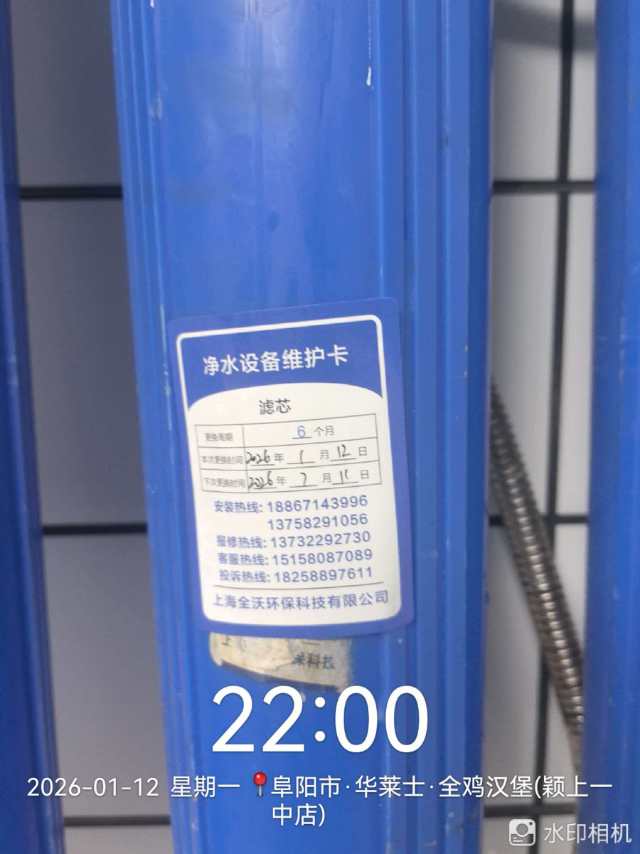 净水设备维护卡
滤芯
更换周期 6 个月
本次更换时间 2026 年 1 月 12 日
下次更换时间 2026 年 7 月 11 日
安装热线: 18867143996
13758291056
报修热线: 13732292730
客服热线: 15158087089
投诉热线: 18258897611
上海全沃环保科技有限公司
上
来科技
22:00
2026-01-12 星期一 📍阜阳市·华莱士·全鸡汉堡(颍上一
中店)
水印相机